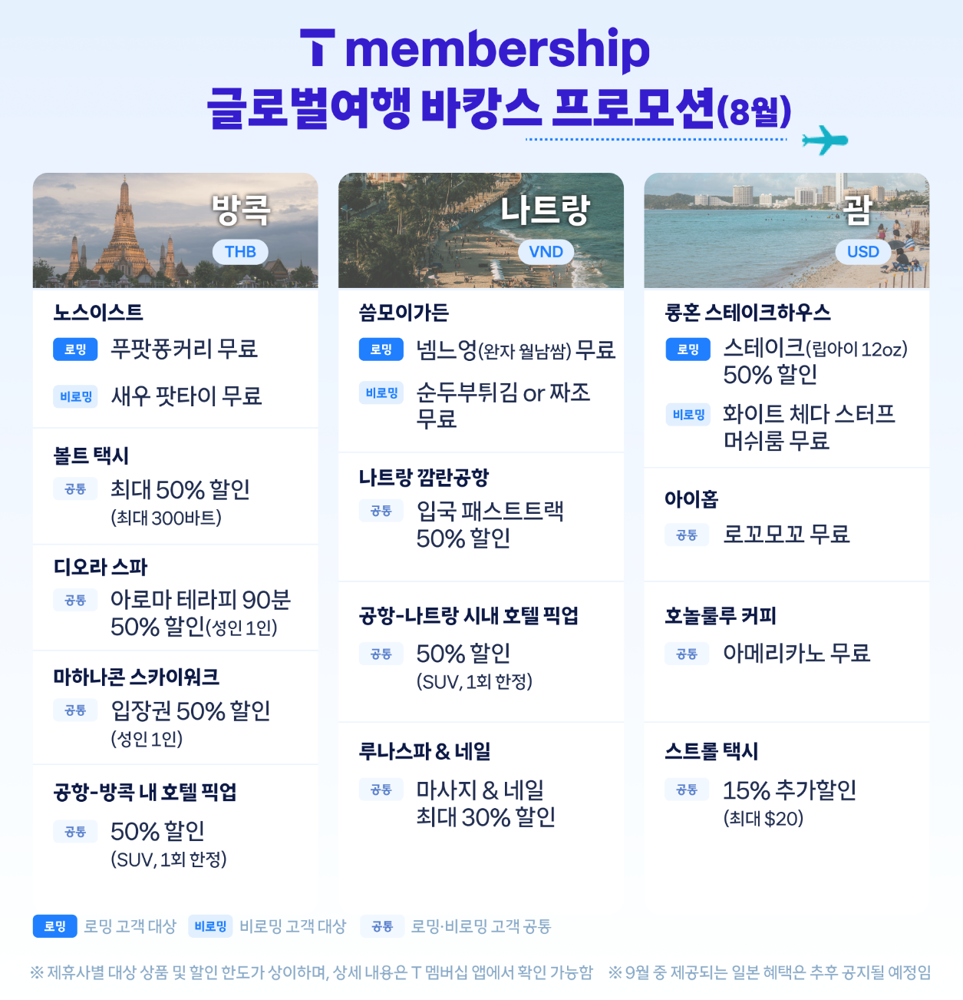 T membership
글로벌여행 바캉스 프로모션(8월)
방콕
THB
노스이스트
로밍 푸팟퐁커리 무료
비로밍 새우 팟타이 무료
볼트 택시
공통 최대 50% 할인
(최대 300바트)
디오라 스파
공통 아로마 테라피 90분
50% 할인(성인 1인)
마하나콘 스카이워크
공통 입장권 50% 할인
(성인 1인)
공항-방콕 내 호텔 픽업
공통 50% 할인
(SUV, 1회 한정)
나트랑
VND
쏨모이가든
로밍 넴느엉(완자 월남쌈) 무료
비로밍 순두부튀김 or 짜조
무료
나트랑 깜란공항
공통 입국 패스트트랙
50% 할인
공항-나트랑 시내 호텔 픽업
공통 50% 할인
(SUV, 1회 한정)
루나스파 & 네일
공통 마사지 & 네일
최대 30% 할인
괌
USD
롱혼 스테이크하우스
로밍 스테이크(립아이 12oz)
50% 할인
비로밍 화이트 체다 스터프
머쉬룸 무료
아이홉
공통 로꼬모꼬 무료
호놀룰루 커피
공통 아메리카노 무료
스트롤 택시
공통 15% 추가할인
(최대 $20)
로밍 로밍 고객 대상 비로밍 비로밍 고객 대상 공통 로밍·비로밍 고객 공통
※ 제휴사별 대상 상품 및 할인 한도가 상이하며, 상세 내용은 T 멤버십 앱에서 확인 가능함 ※ 9월 중 제공되는 일본 혜택은 추후 공지될 예정임